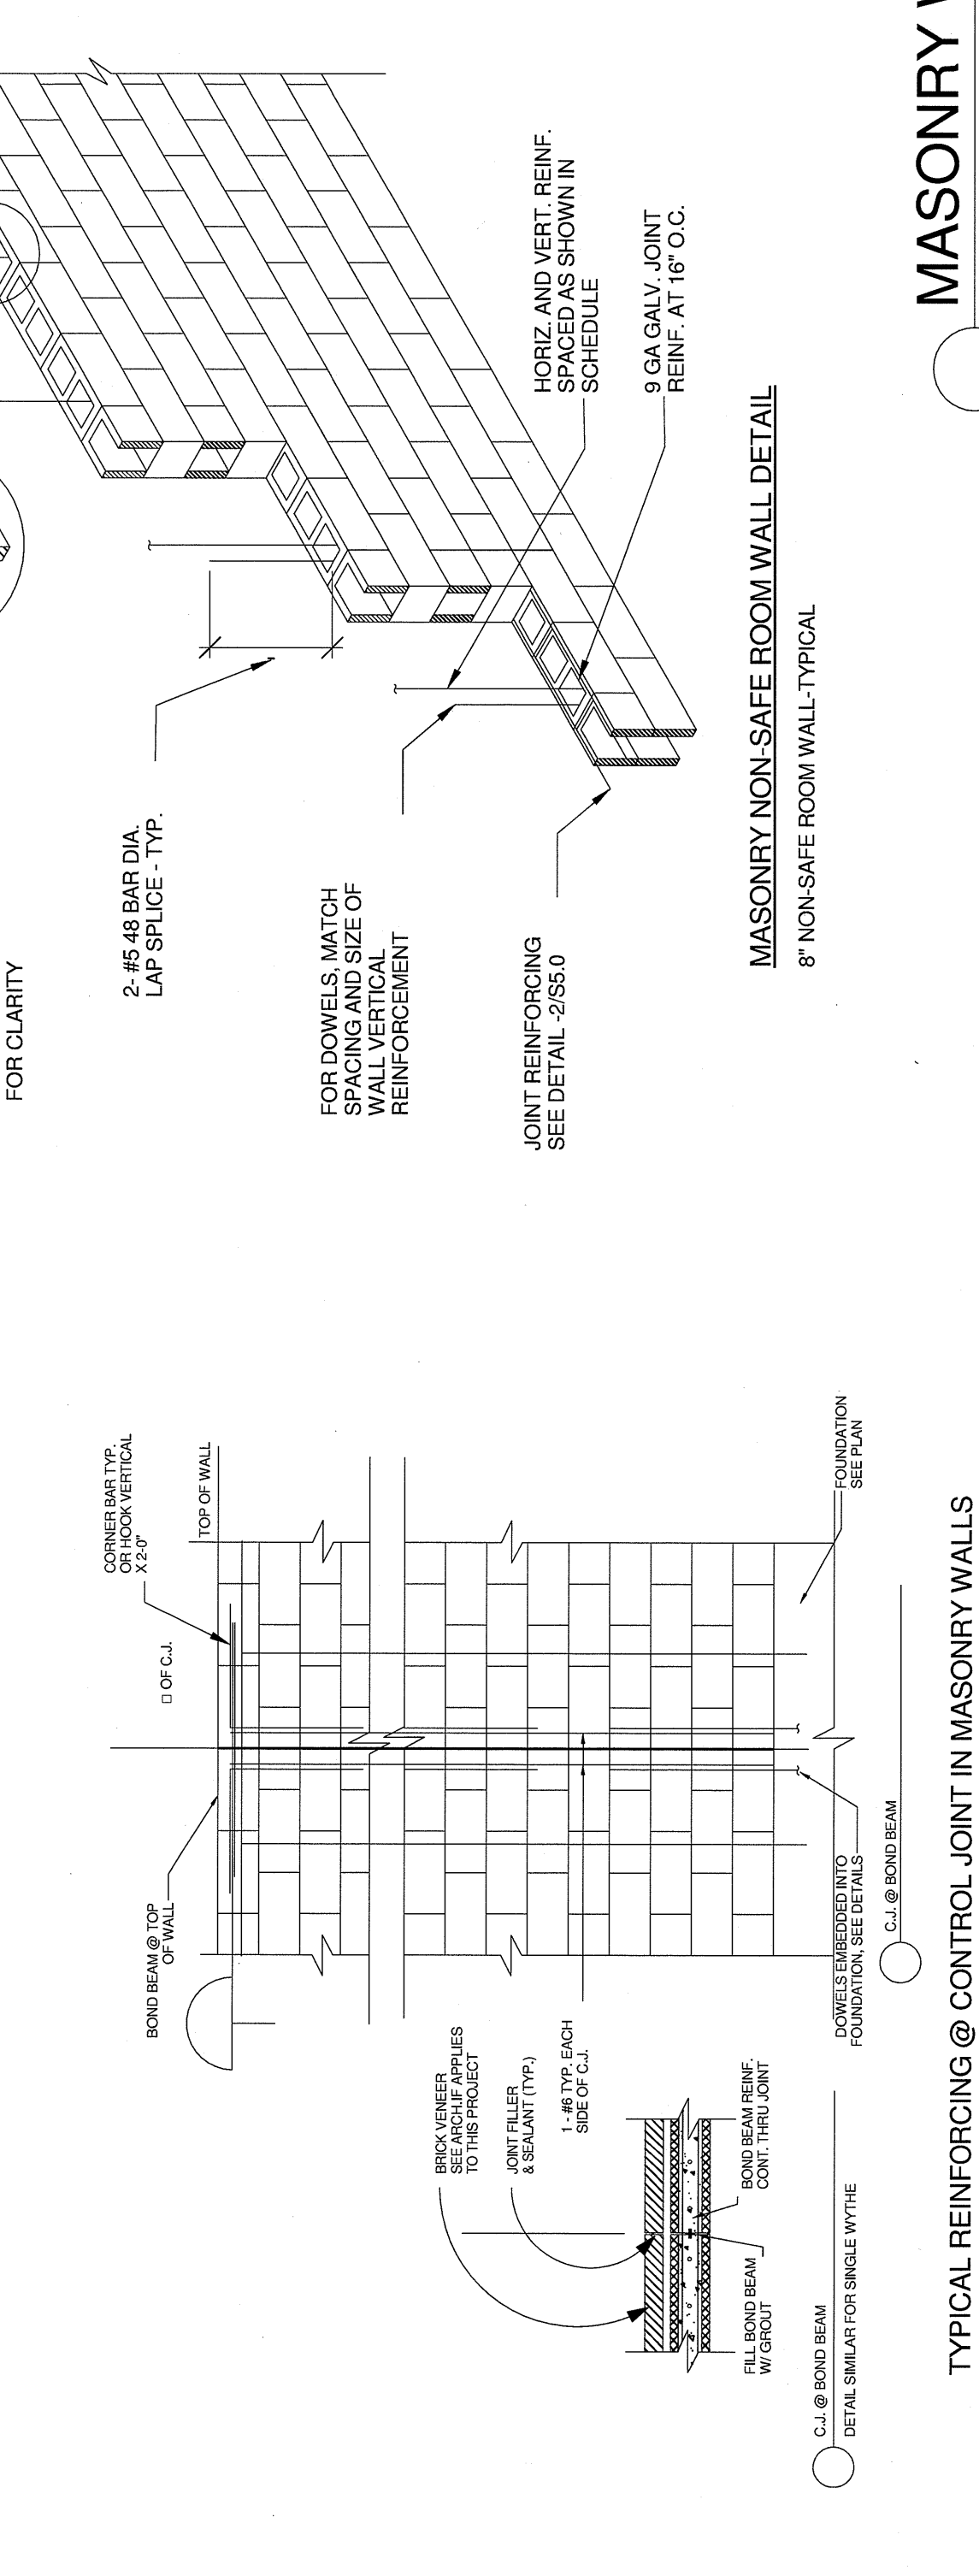 BRICK VENEER
SEE ARCH.IF APPLIES
TO THIS PROJECT
JOINT FILLER
& SEALANT (TYP.)
1 - #6 TYP. EACH
SIDE OF C.J.
FILL BOND BEAM
W/ GROUT
BOND BEAM REINF.
CONT. THRU JOINT
C.J. @ BOND BEAM
DETAIL SIMILAR FOR SINGLE WYTHE
BOND BEAM @ TOP
OF WALL
□ OF C.J.
CORNER BAR TYP.
OR HOOK VERTICAL
X 2-0"
TOP OF WALL
DOWELS EMBEDDED INTO
FOUNDATION, SEE DETAILS
FOUNDATION
SEE PLAN
C.J. @ BOND BEAM
TYPICAL REINFORCING @ CONTROL JOINT IN MASONRY WALLS
FOR CLARITY
2- #5 48 BAR DIA.
LAP SPLICE - TYP.
FOR DOWELS, MATCH
SPACING AND SIZE OF
WALL VERTICAL
REINFORCEMENT
JOINT REINFORCING
SEE DETAIL -2/S5.0
HORIZ. AND VERT. REINF.
SPACED AS SHOWN IN
SCHEDULE
9 GA GALV. JOINT
REINF. AT 16" O.C.
MASONRY NON-SAFE ROOM WALL DETAIL
8" NON-SAFE ROOM WALL-TYPICAL
MASONRY